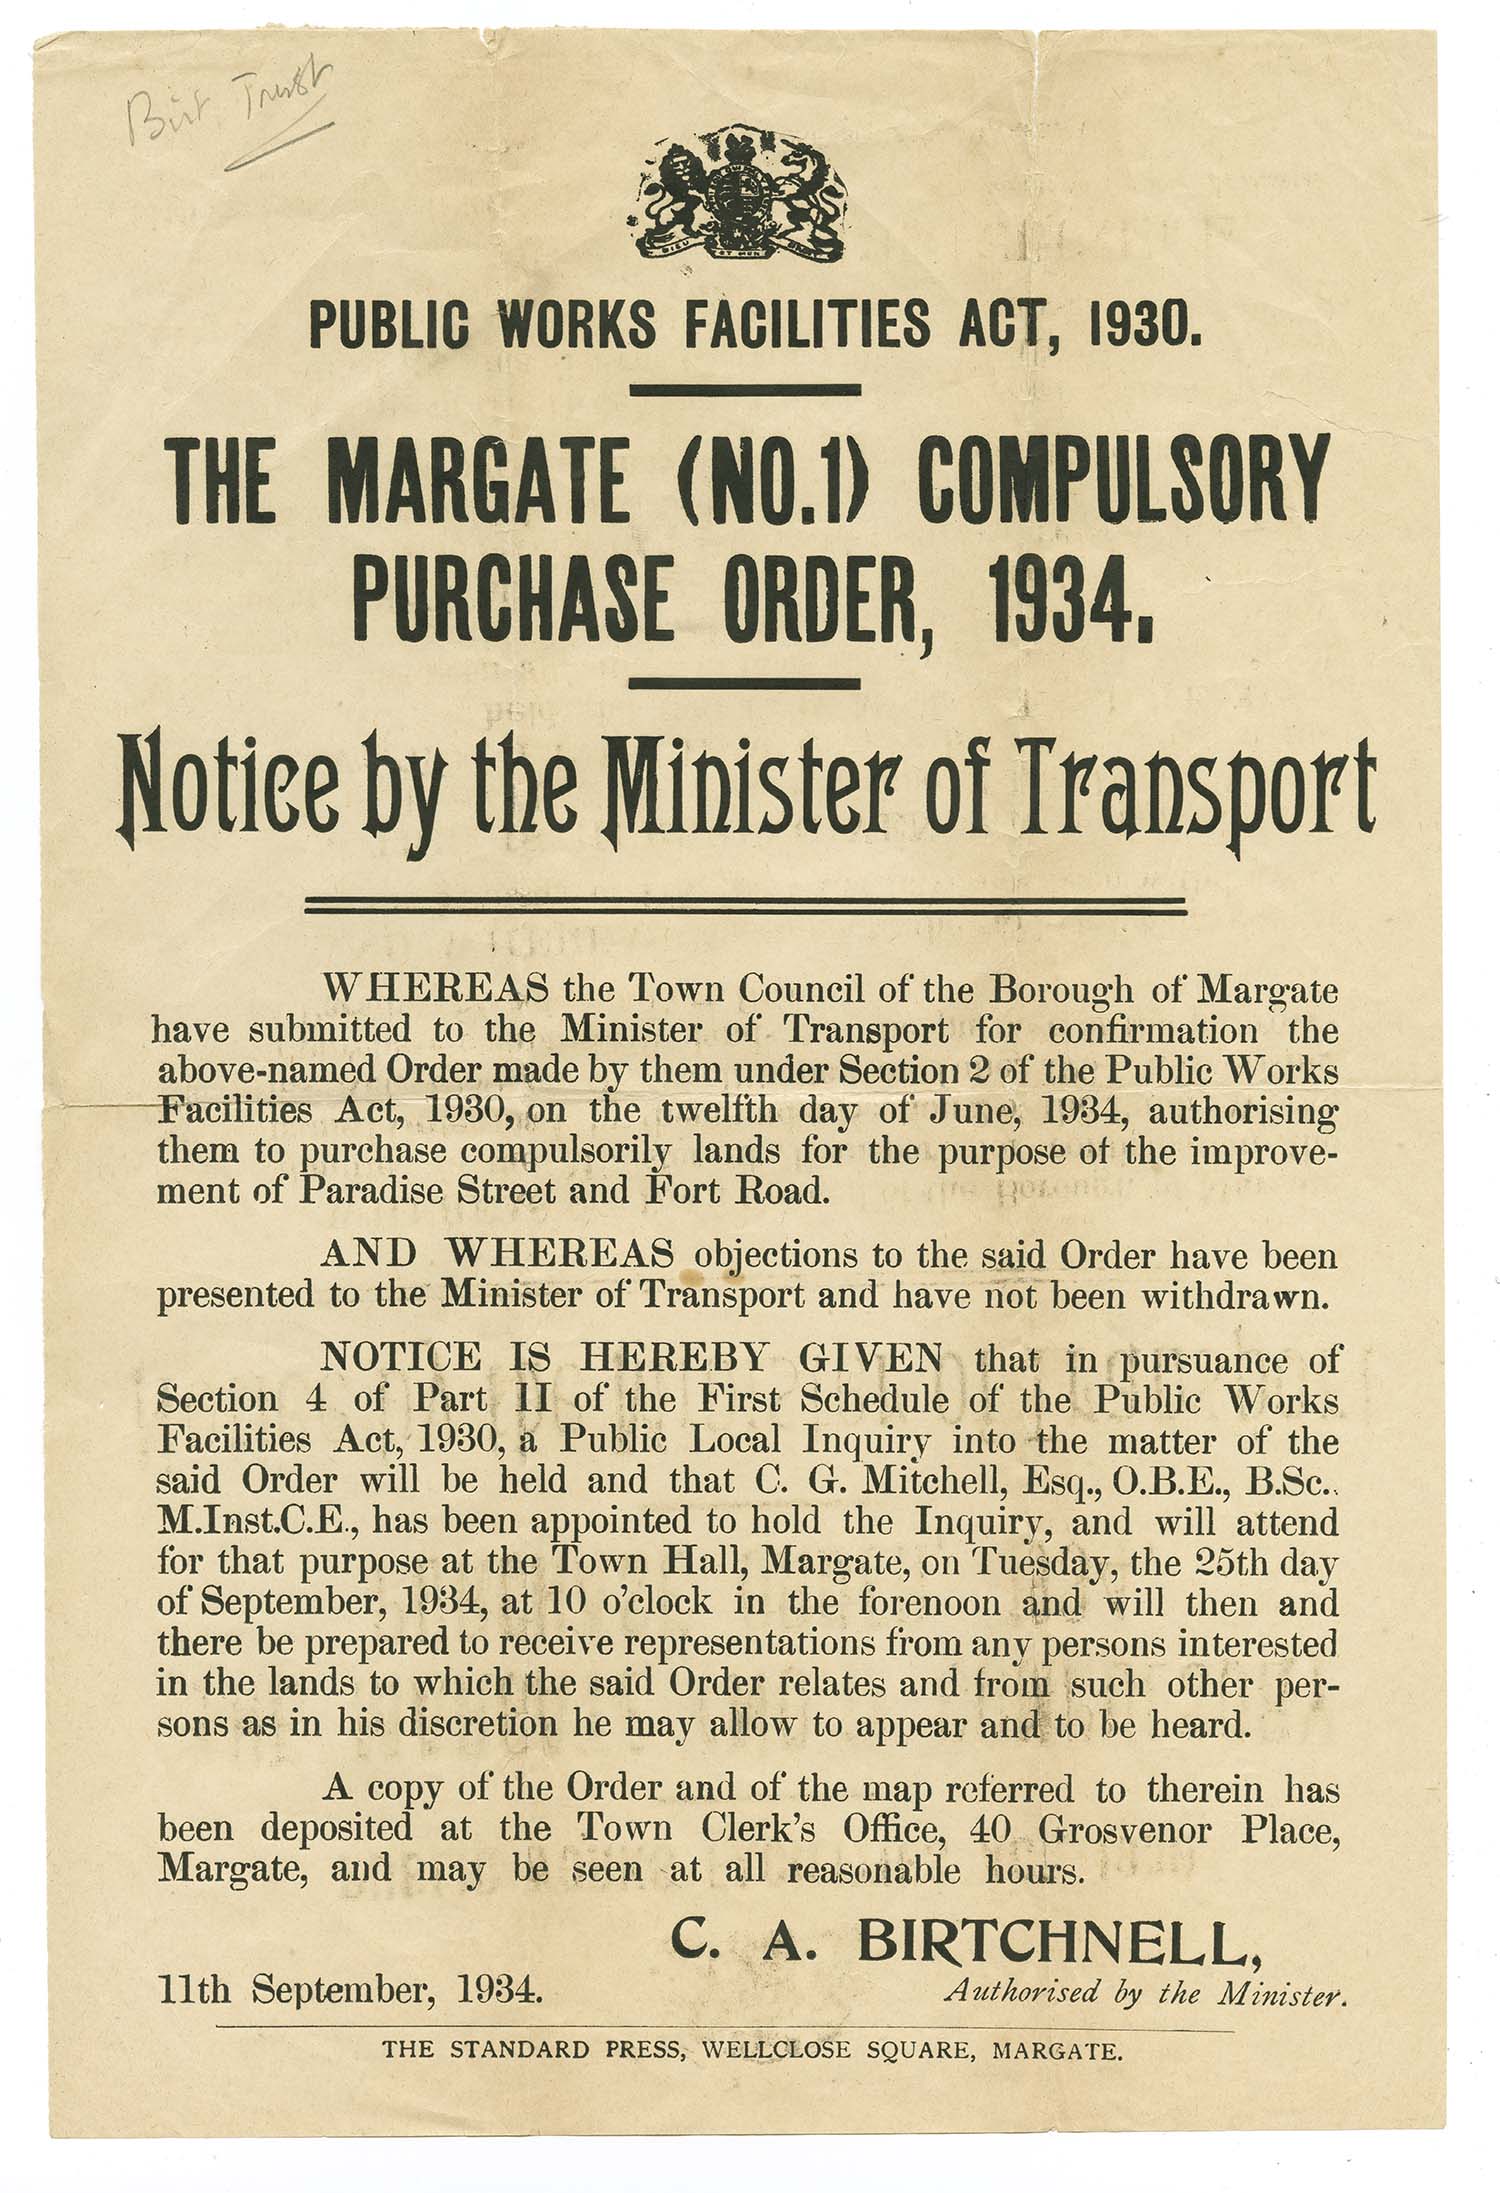 Birt Trust
DIEU ET MON DROIT
PUBLIC WORKS FACILITIES ACT, 1930.
THE MARGATE (NO.1) COMPULSORY
PURCHASE ORDER, 1934.
Notice by the Minister of Transport
WHEREAS the Town Council of the Borough of Margate
have submitted to the Minister of Transport for confirmation the
above-named Order made by them under Section 2 of the Public Works
Facilities Act, 1930, on the twelfth day of June, 1934, authorising
them to purchase compulsorily lands for the purpose of the improve-
ment of Paradise Street and Fort Road.
AND WHEREAS objections to the said Order have been
presented to the Minister of Transport and have not been withdrawn.
NOTICE IS HEREBY GIVEN that in pursuance of
Section 4 of Part II of the First Schedule of the Public Works
Facilities Act, 1930, a Public Local Inquiry into the matter of the
said Order will be held and that C. G. Mitchell, Esq., O.B.E., B.Sc.,
M.Inst.C.E., has been appointed to hold the Inquiry, and will attend
for that purpose at the Town Hall, Margate, on Tuesday, the 25th day
of September, 1934, at 10 o'clock in the forenoon and will then and
there be prepared to receive representations from any persons interested
in the lands to which the said Order relates and from such other per-
sons as in his discretion he may allow to appear and to be heard.
A copy of the Order and of the map referred to therein has
been deposited at the Town Clerk's Office, 40 Grosvenor Place,
Margate, and may be seen at all reasonable hours.
C. A. BIRTCHNELL,
11th September, 1934. Authorised by the Minister.
THE STANDARD PRESS, WELLCLOSE SQUARE, MARGATE.